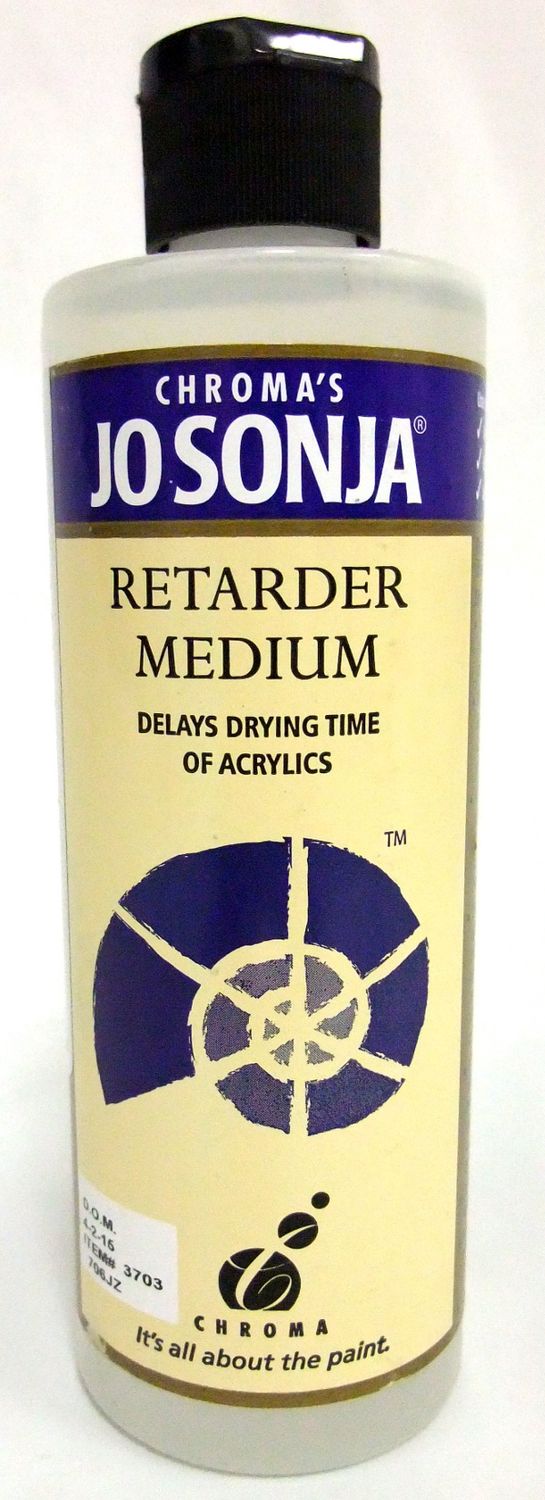 CHROMA'S
JO SONJA®
RETARDER
MEDIUM
DELAYS DRYING TIME
OF ACRYLICS
TM
D.O.M.
4-2-15
ITEM# 3703
706JZ
CHROMA
It's all about the paint.